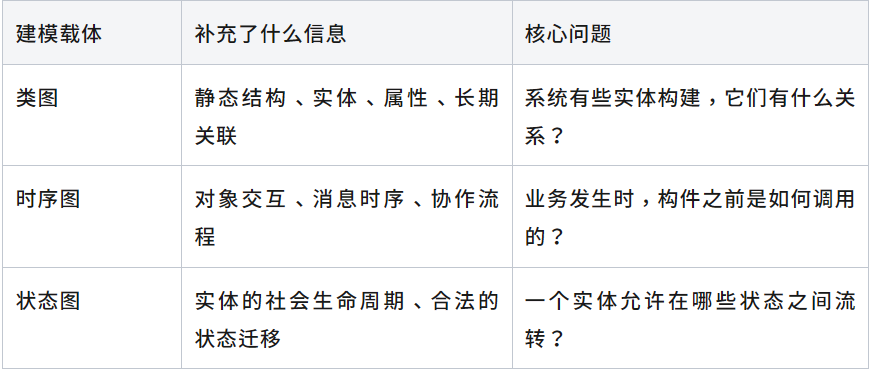 建模载体 补充了什么信息 核心问题
类图 静态结构、实体、属性、长期 系统有些实体构建，它们有什么关
关联 系？
时序图 对象交互、消息时序、协作流 业务发生时，构件之前是如何调用
程 的？
状态图 实体的社会生命周期、合法的 一个实体允许在哪些状态之间流
状态迁移 转？